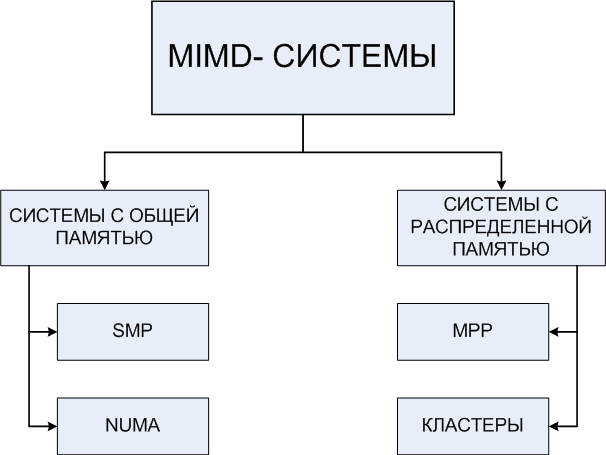 MIMD- СИСТЕМЫ
СИСТЕМЫ С ОБЩЕЙ
ПАМЯТЬЮ
СИСТЕМЫ С
РАСПРЕДЕЛЕННОЙ
ПАМЯТЬЮ
SMP
MPP
NUMA
КЛАСТЕРЫ